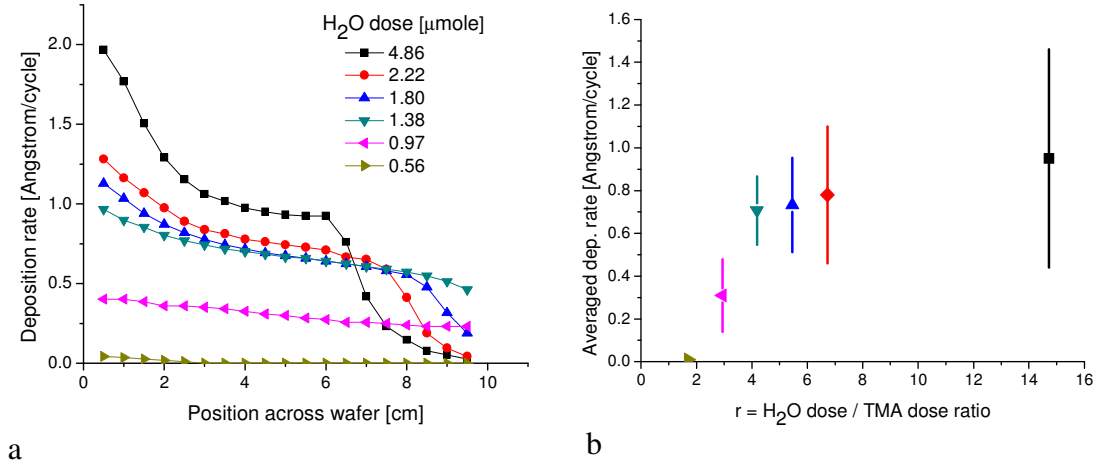 H₂O dose [μmole]
4.86
2.22
1.80
1.38
0.97
0.56
2.0
1.5
1.0
0.5
0.0
Deposition rate [Angstrom/cycle]
0 2 4 6 8 10
Position across wafer [cm]
a
1.6
1.4
1.2
1.0
0.8
0.6
0.4
0.2
0.0
Averaged dep. rate [Angstrom/cycle]
0 2 4 6 8 10 12 14 16
r = H₂O dose / TMA dose ratio
b